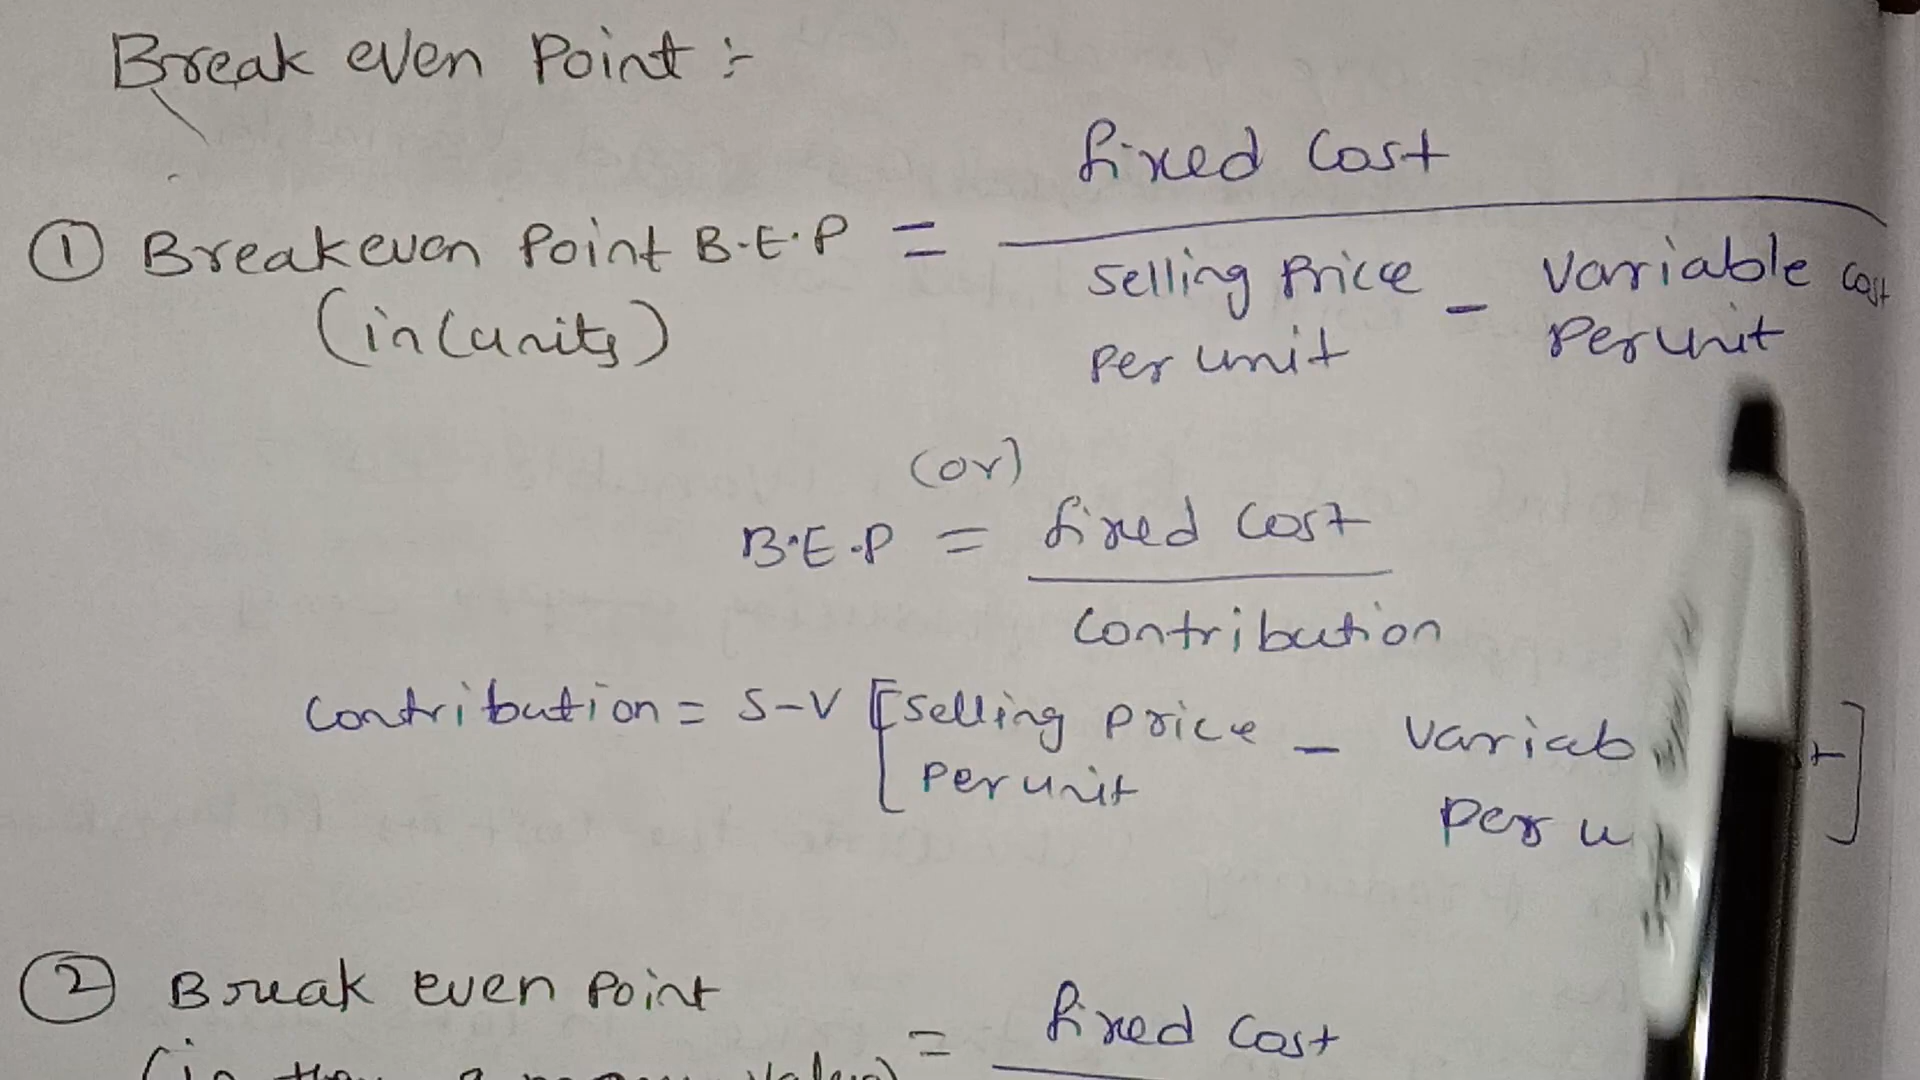 Break even Point :-
fixed Cost
① Breakeven Point B.E.P =
Selling Price - Variable Cost
(in (units)
per unit Per unit
(or)
B.E.P = fixed cost
Contribution
Contribution = S-V [Selling price -
Per unit
Per
② Break even Point
= fixed Cost
(in